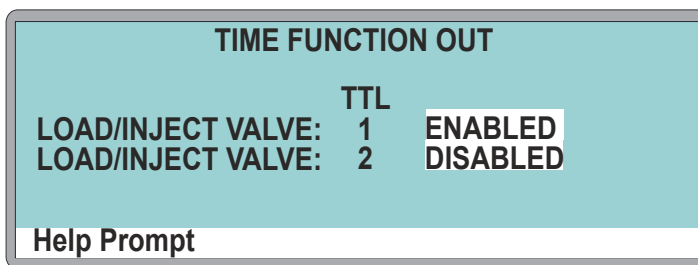 TIME FUNCTION OUT
TTL
LOAD/INJECT VALVE: 1 ENABLED
LOAD/INJECT VALVE: 2 DISABLED
Help Prompt